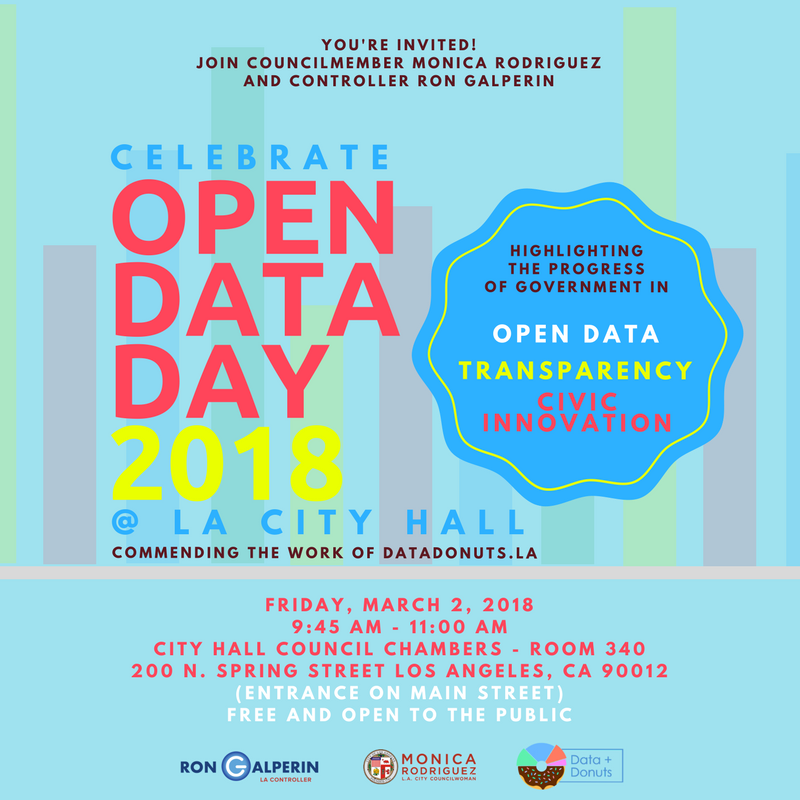 YOU'RE INVITED!
JOIN COUNCILMEMBER MONICA RODRIGUEZ
AND CONTROLLER RON GALPERIN
CELEBRATE
OPEN
DATA
DAY
2018
@ LA CITY HALL
COMMENDING THE WORK OF DATADONUTS.LA
HIGHLIGHTING
THE PROGRESS
OF GOVERNMENT IN
OPEN DATA
TRANSPARENCY
CIVIC
INNOVATION
FRIDAY, MARCH 2, 2018
9:45 AM - 11:00 AM
CITY HALL COUNCIL CHAMBERS - ROOM 340
200 N. SPRING STREET LOS ANGELES, CA 90012
(ENTRANCE ON MAIN STREET)
FREE AND OPEN TO THE PUBLIC
RON GALPERIN
LA CONTROLLER
MONICA
RODRIGUEZ
L.A. CITY COUNCILWOMAN
Data +
Donuts